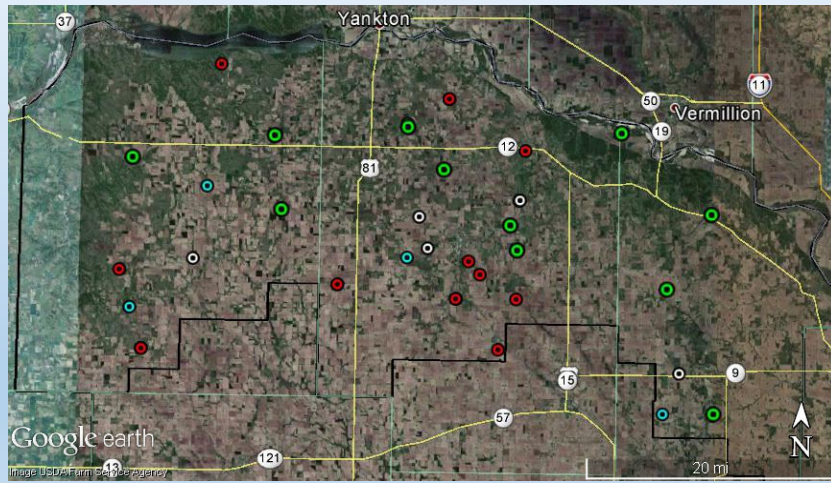 Yankton
37
11
50
Vermillion
19
12
81
15
9
57
Google earth
N
121
13
20 mi
Image USDA Farm Service Agency